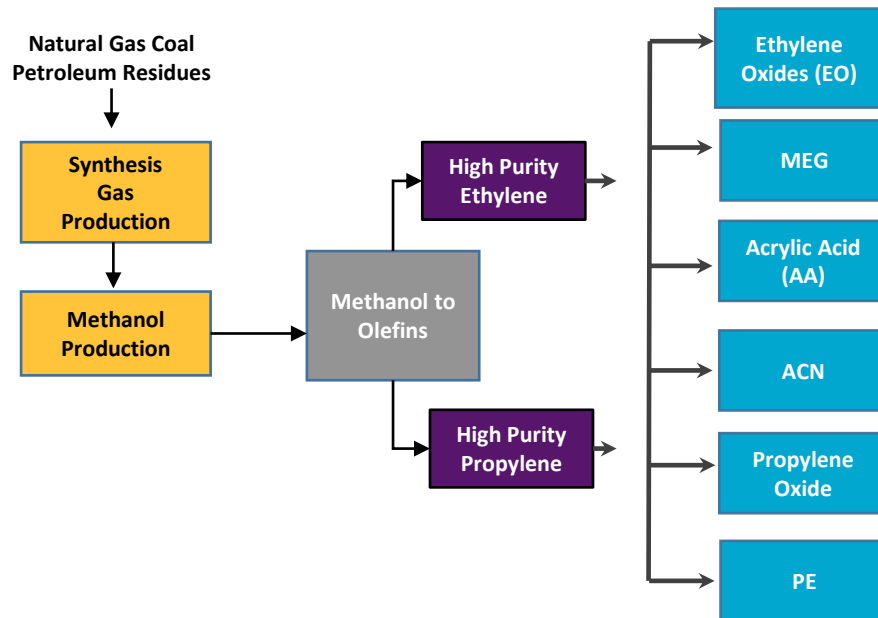 Natural Gas Coal
Petroleum Residues
Synthesis
Gas
Production
Methanol
Production
Methanol to
Olefins
High Purity
Ethylene
High Purity
Propylene
Ethylene
Oxides (EO)
MEG
Acrylic Acid
(AA)
ACN
Propylene
Oxide
PE